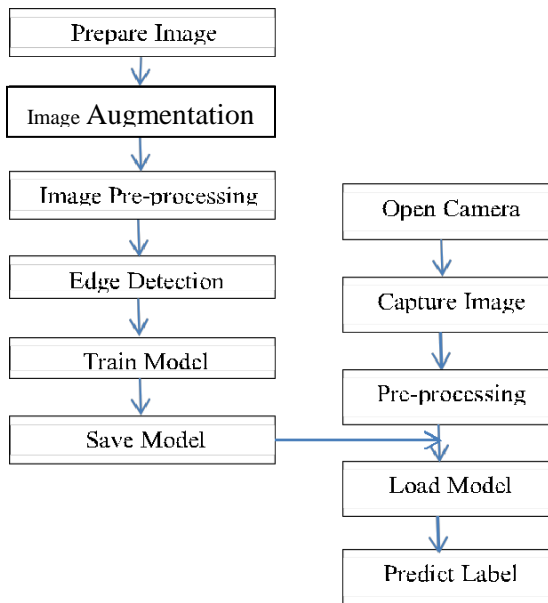 Prepare Image
Image Augmentation
Image Pre-processing
Edge Detection
Train Model
Save Model
Open Camera
Capture Image
Pre-processing
Load Model
Predict Label